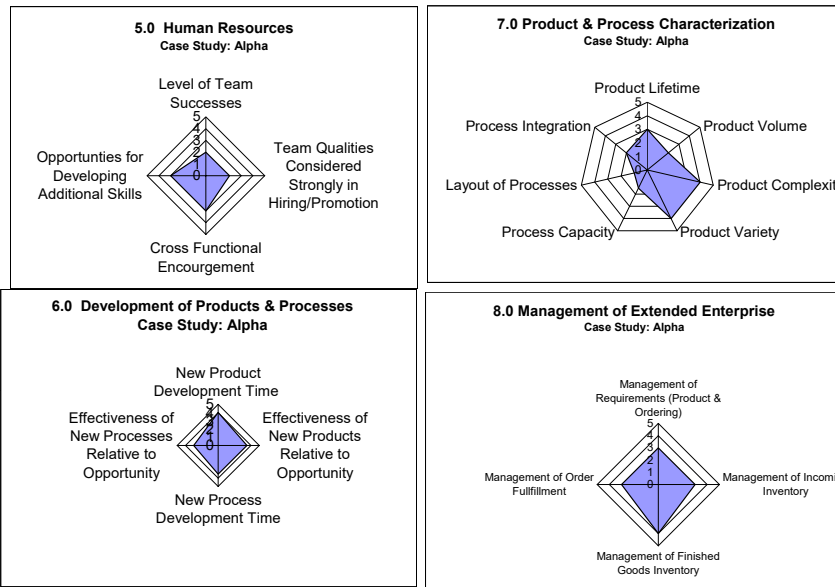 5.0 Human Resources
Case Study: Alpha
Level of Team
Successes
5
4
3
2
1
0
Team Qualities
Considered
Strongly in
Hiring/Promotion
Cross Functional
Encourgement
Opportunties for
Developing
Additional Skills
7.0 Product & Process Characterization
Case Study: Alpha
Product Lifetime
5
4
3
2
1
0
Product Volume
Product Complexit
Product Variety
Process Capacity
Layout of Processes
Process Integration
6.0 Development of Products & Processes
Case Study: Alpha
New Product
Development Time
5
4
3
2
1
0
Effectiveness of
New Products
Relative to
Opportunity
New Process
Development Time
Effectiveness of
New Processes
Relative to
Opportunity
8.0 Management of Extended Enterprise
Case Study: Alpha
Management of
Requirements (Product &
Ordering)
5
4
3
2
1
0
Management of Incomi
Inventory
Management of Finished
Goods Inventory
Management of Order
Fullfillment